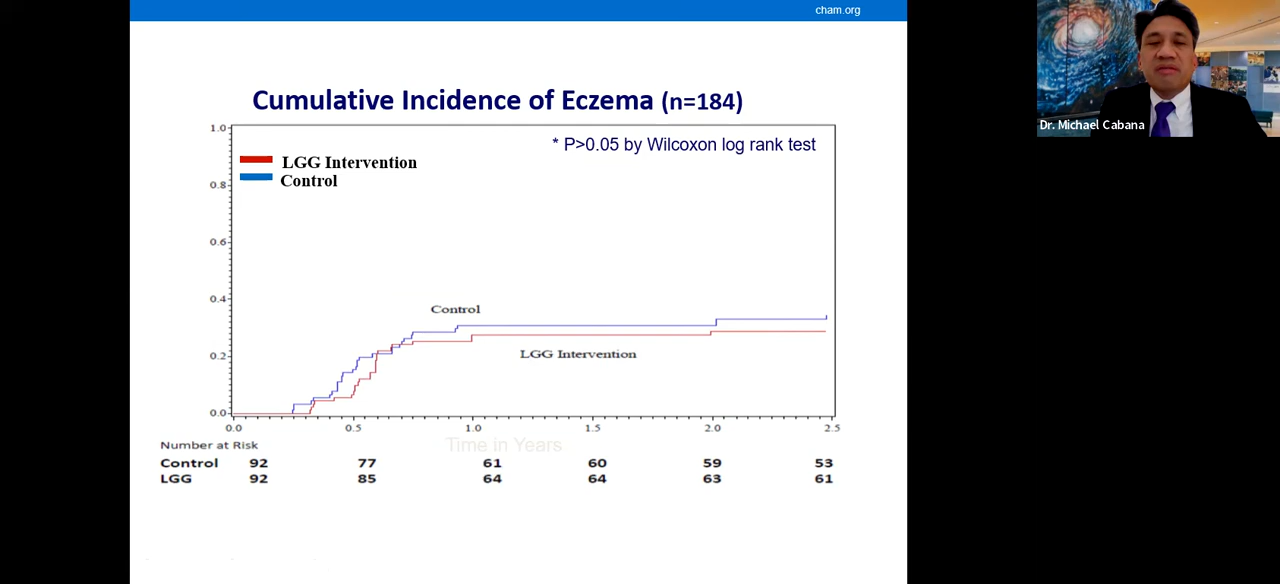 cham.org
Cumulative Incidence of Eczema (n=184)
* P>0.05 by Wilcoxon log rank test
LGG Intervention
Control
1.0
0.8
0.6
0.4
0.2
0.0
Control
LGG Intervention
0.0 0.5 1.0 1.5 2.0 2.5
Time in Years
Number at Risk
Control 92 77 61 60 59 53
LGG 92 85 64 64 63 61
Dr. Michael Cabana